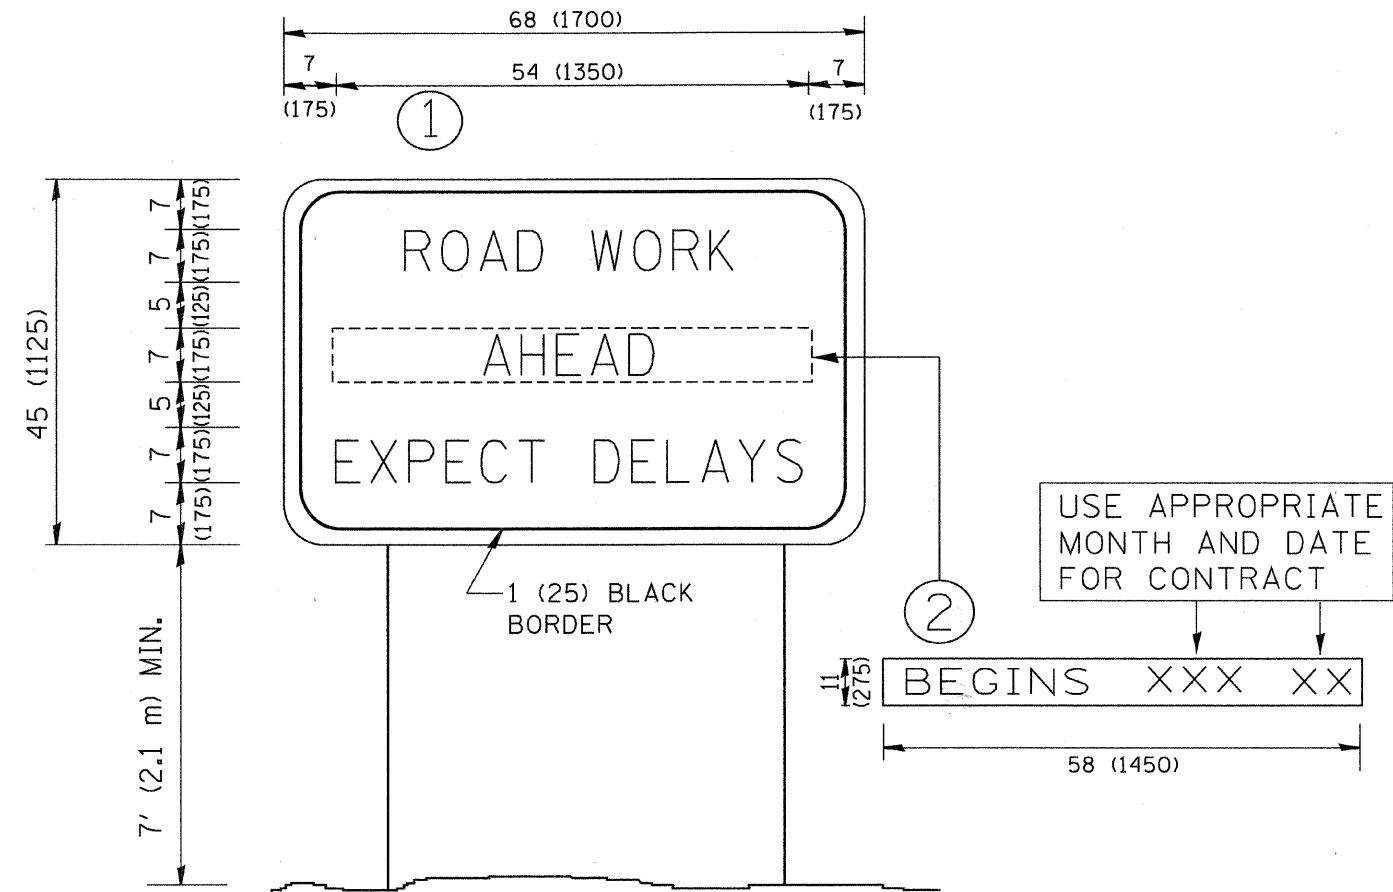 68 (1700)
7
54 (1350)
7
(175)
(175)
1
45 (1125)
7
(175)
7
(175)
5
(125)
7
(175)
5
(125)
7
(175)
7
(175)
ROAD WORK
AHEAD
EXPECT DELAYS
1 (25) BLACK
BORDER
7' (2.1 m) MIN.
USE APPROPRIATE
MONTH AND DATE
FOR CONTRACT
2
11
(275)
BEGINS XXX XX
58 (1450)